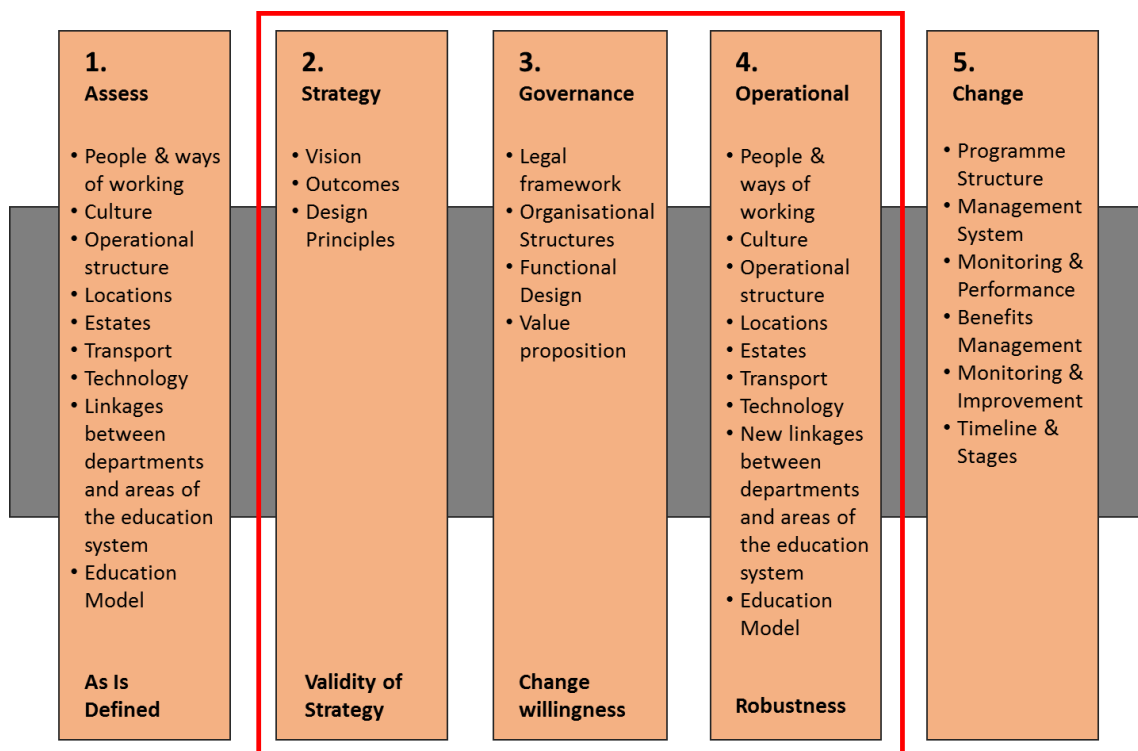 1.
Assess
• People & ways
of working
• Culture
• Operational
structure
• Locations
• Estates
• Transport
• Technology
• Linkages
between
departments
and areas of
the education
system
• Education
Model
As Is
Defined
2.
Strategy
• Vision
• Outcomes
• Design
Principles
Validity of
Strategy
3.
Governance
• Legal
framework
• Organisational
Structures
• Functional
Design
• Value
proposition
Change
willingness
4.
Operational
• People &
ways of
working
• Culture
• Operational
structure
• Locations
• Estates
• Transport
• Technology
• New linkages
between
departments
and areas of
the education
system
• Education
Model
Robustness
5.
Change
• Programme
Structure
• Management
System
• Monitoring &
Performance
• Benefits
Management
• Monitoring &
Improvement
• Timeline &
Stages